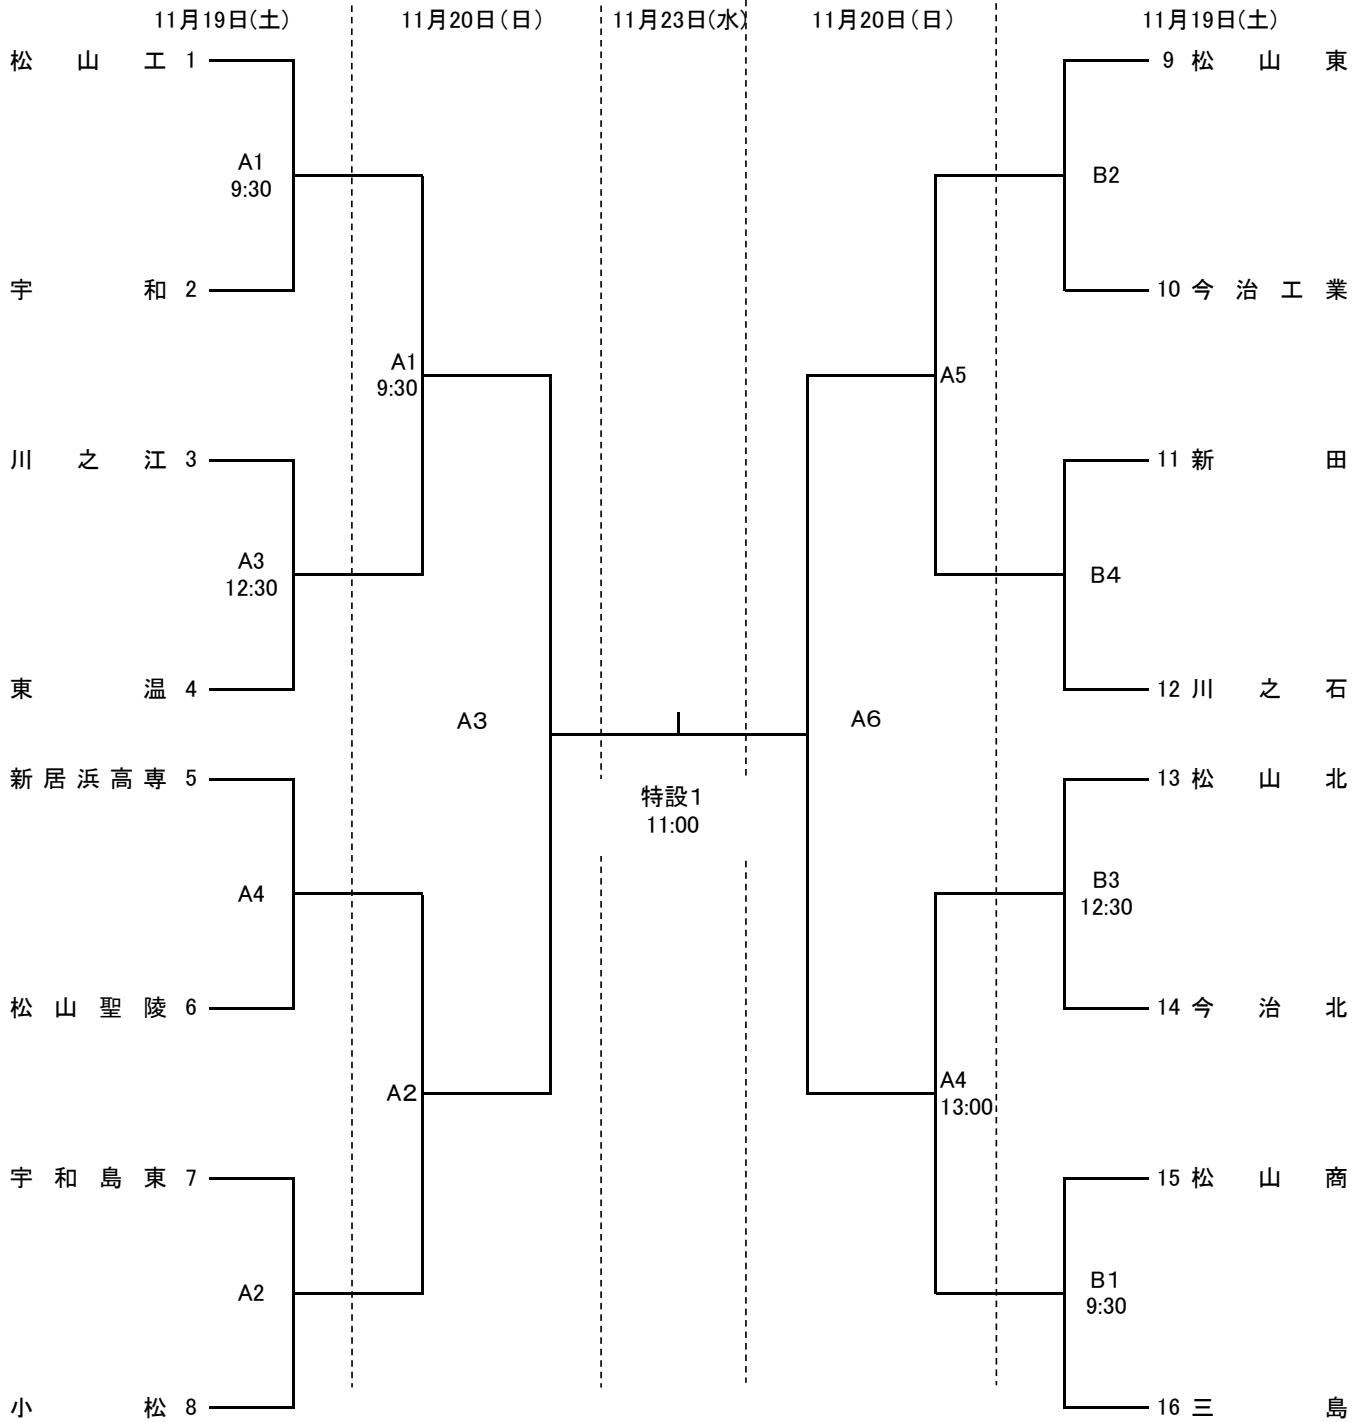 11月19日(土) 11月20日(日) 11月23日(水) 11月20日(日) 11月19日(土)
松山工 1
9 松山東
A1
9:30
B2
宇和 2
10 今治工業
A1
9:30
A5
川之江 3
11 新田
A3
12:30
B4
東温 4
12 川之石
A3
A6
新居浜高専 5
13 松山北
特設1
11:00
A4
B3
12:30
松山聖陵 6
14 今治北
A2
A4
13:00
宇和島東 7
15 松山商
A2
B1
9:30
小松 8
16 三島